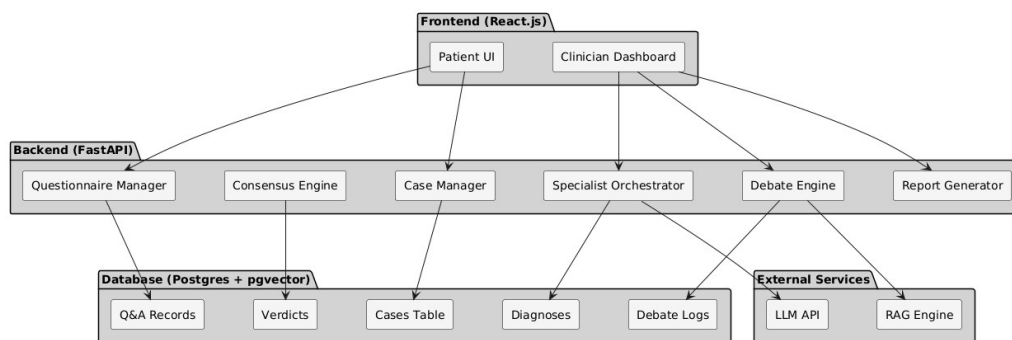 Frontend (React.js)
Patient UI
Clinician Dashboard
Backend (FastAPI)
Questionnaire Manager
Consensus Engine
Case Manager
Specialist Orchestrator
Debate Engine
Report Generator
Database (Postgres + pgvector)
Q&A Records
Verdicts
Cases Table
Diagnoses
Debate Logs
External Services
LLM API
RAG Engine